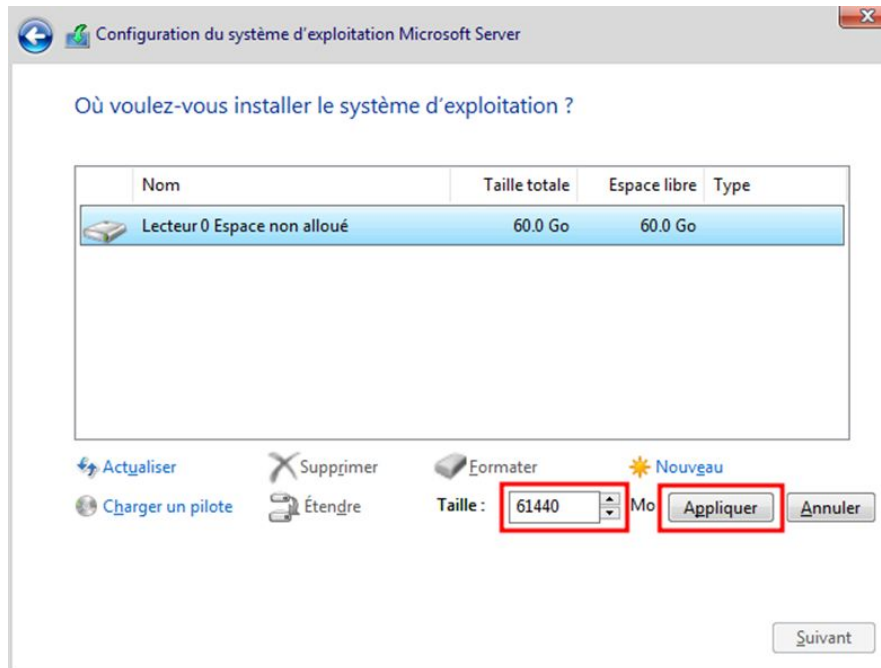 Configuration du système d'exploitation Microsoft Server
Où voulez-vous installer le système d'exploitation ?
Nom Taille totale Espace libre Type
Lecteur 0 Espace non alloué 60.0 Go 60.0 Go
Actualiser Supprimer Formater Nouveau
Charger un pilote Étendre Taille : 61440 Mo Appliquer Annuler
Suivant